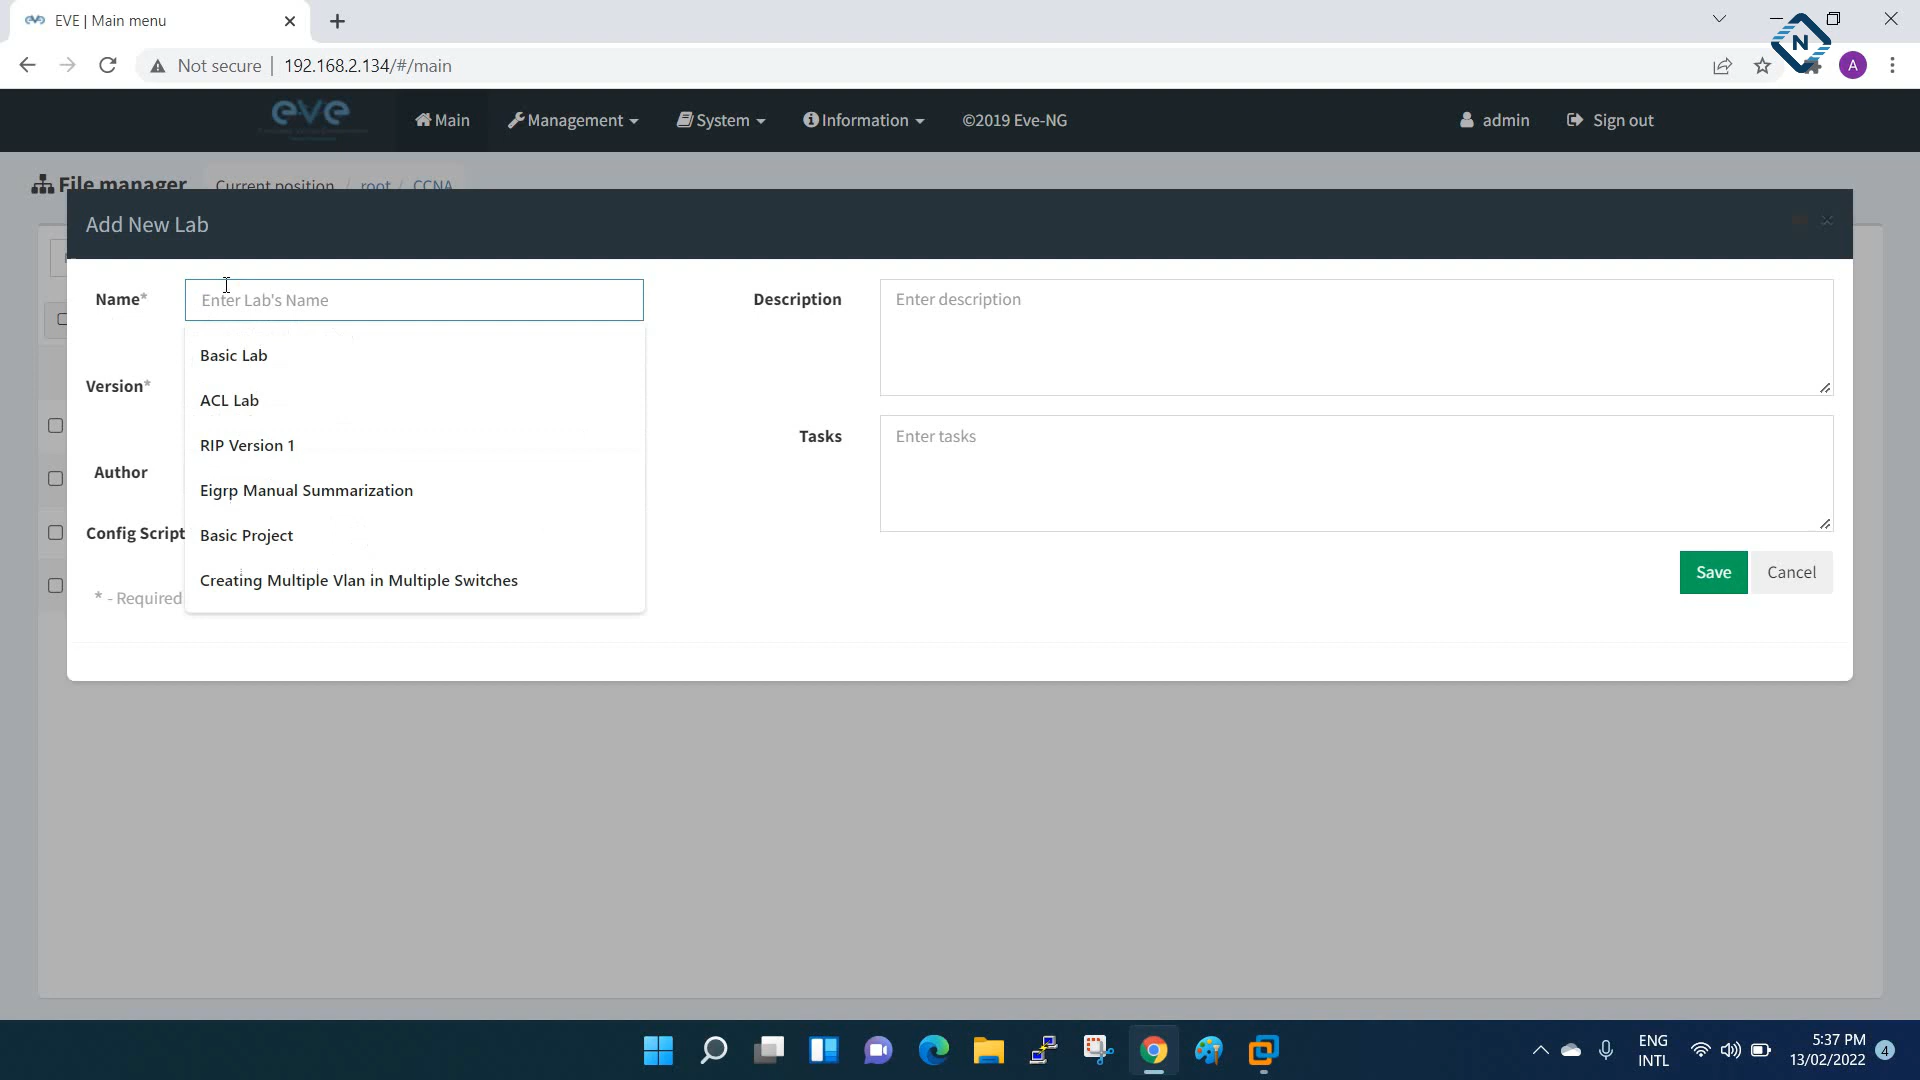 EVE | Main menu
Not secure | 192.168.2.134/#/main
N
A
eve
Main
Management
System
Information
©2019 Eve-NG
admin
Sign out
File manager
Current position / root / CCNA
Add New Lab
Name*
Enter Lab's Name
Description
Enter description
Basic Lab
Version*
ACL Lab
RIP Version 1
Tasks
Enter tasks
Author
Eigrp Manual Summarization
Config Script
Basic Project
Creating Multiple Vlan in Multiple Switches
* - Required
Save
Cancel
ENG
INTL
5:37 PM
13/02/2022
4